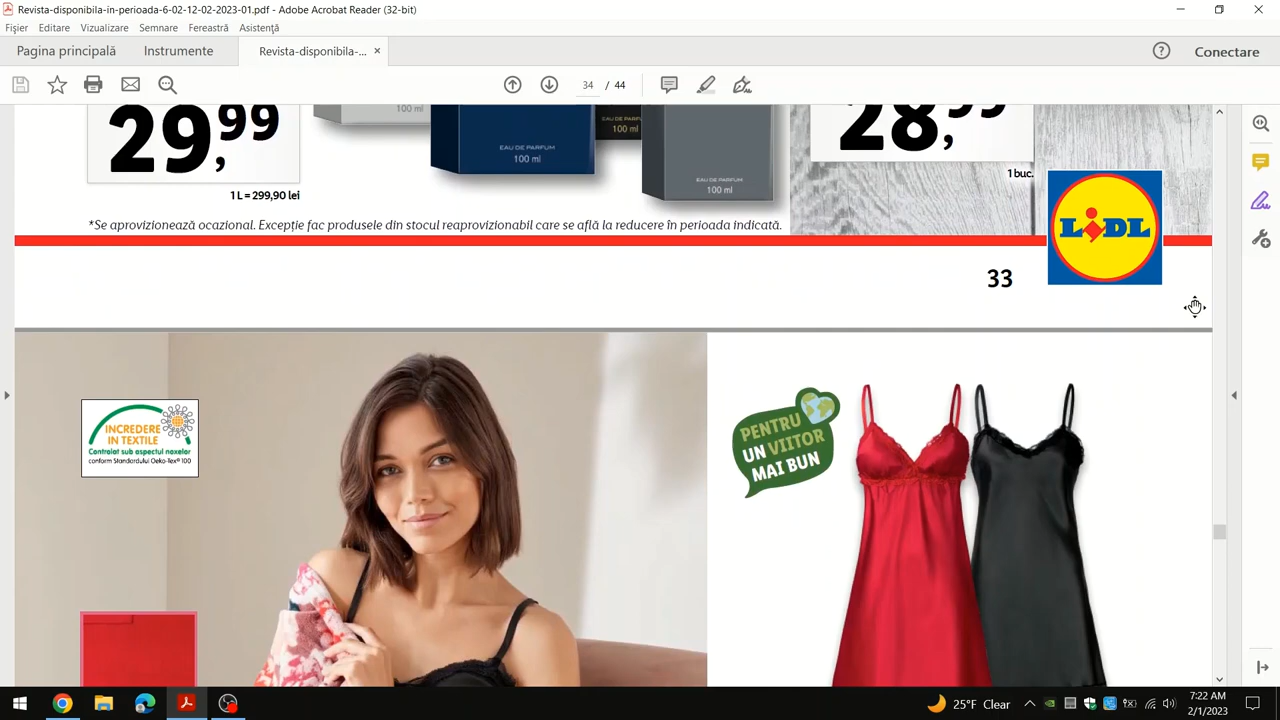 Revista-disponibila-in-perioada-6-02-12-02-2023-01.pdf - Adobe Acrobat Reader (32-bit)
Fișier Editare Vizualizare Semnare Fereastră Asistență
Pagina principală Instrumente Revista-disponibila-... × Conectare
34 / 44
29,99
100 ml
EAU DE PARFUM
100 ml
100 ml
EAU DE PARFUM
100 ml
28,99
1 L = 299,90 lei
1 buc.
*Se aprovizionează ocazional. Excepție fac produsele din stocul reaprovizionabil care se află la reducere în perioada indicată.
LIDL
33
INCREDERE
IN TEXTILE
Controlat sub aspectul noxelor
conform Standardului Oeko-Tex® 100
PENTRU
UN VIITOR
MAI BUN
25°F Clear
7:22 AM
2/1/2023